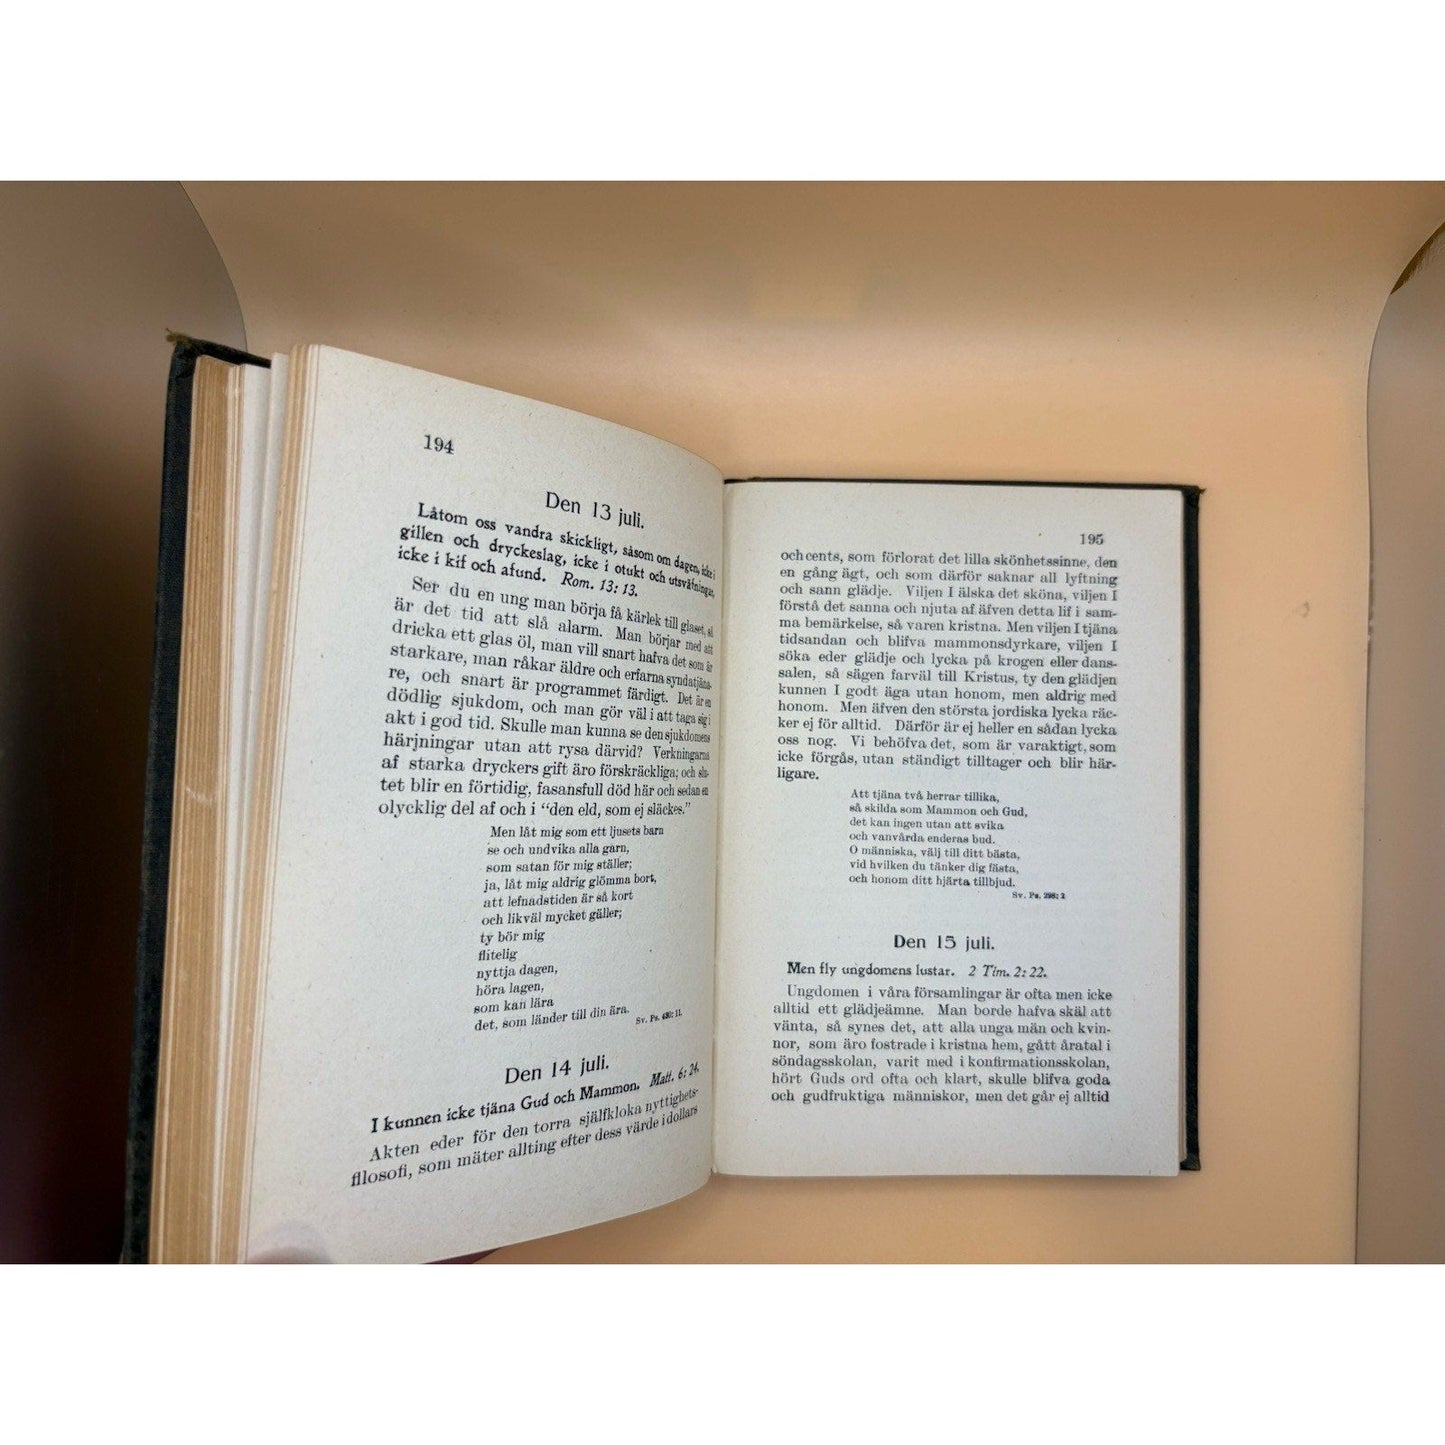 194
Den 13 juli.
Låtom oss vandra skickligt, såsom om dagen, icke i
gillen och dryckeslag, icke i otukt och utsväfningar,
icke i kif och afund. Rom. 13: 13.
Ser du en ung man börja få kärlek till glaset, så
är det tid att slå alarm. Man börjar med att
dricka ett glas öl, man vill snart hafva det som är
starkare, man råkar äldre och erfarna syndatjäna-
re, och snart är programmet färdigt. Det är en
dödlig sjukdom, och man gör väl i att taga sig i
akt i god tid. Skulle man kunna se den sjukdomens
härjningar utan att rysa därvid? Verkningarna
af starka dryckers gift äro förskräckliga; och slu-
tet blir en förtidig, fasansfull död här och sedan en
olycklig del af och i “den eld, som ej släckes.”
Men låt mig som ett ljusets barn
se och undvika alla garn,
som satan för mig ställer;
ja, låt mig aldrig glömma bort,
att lefnadstiden är så kort
och likväl mycket gäller;
ty bör mig
flitelig
nyttja dagen,
höra lagen,
som kan lära
det, som länder till din ära.
Sv. Ps. 430: 11.
Den 14 juli.
I kunnen icke tjäna Gud och Mammon. Matt. 6: 24.
Akten eder för den torra själfkloka nyttighets-
filosofi, som mäter allting efter dess värde i dollars
195
och cents, som förlorat det lilla skönhetssinne, den
en gång ägt, och som därför saknar all lyftning
och sann glädje. Viljen I älska det sköna, viljen I
förstå det sanna och njuta af äfven detta lif i sam-
ma bemärkelse, så varen kristna. Men viljen I tjäna
tidsandan och blifva mammonsdyrkare, viljen I
söka eder glädje och lycka på krogen eller dans-
salen, så sägen farväl till Kristus, ty den glädjen
kunnen I godt äga utan honom, men aldrig med
honom. Men äfven den största jordiska lycka räc-
ker ej för alltid. Därför är ej heller en sådan lycka
oss nog. Vi behöfva det, som är varaktigt, som
icke förgås, utan ständigt tilltager och blir här-
ligare.
Att tjäna två herrar tillika,
så skilda som Mammon och Gud,
det kan ingen utan att svika
och vanvårda enderas bud.
O människa, välj till ditt bästa,
vid hvilken du tänker dig fästa,
och honom ditt hjärta tillbjud.
Sv. Ps. 298: 2
Den 15 juli.
Men fly ungdomens lustar. 2 Tim. 2: 22.
Ungdomen i våra församlingar är ofta men icke
alltid ett glädjeämne. Man borde hafva skäl att
vänta, så synes det, att alla unga män och kvin-
nor, som äro fostrade i kristna hem, gått åratal i
söndagsskolan, varit med i konfirmationsskolan,
hört Guds ord ofta och klart, skulle blifva goda
och gudfruktiga människor, men det går ej alltid